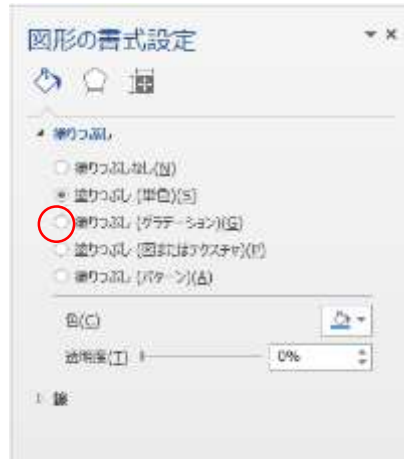 図形の書式設定
塗りつぶし
塗りつぶしなし(N)
塗りつぶし (単色)(S)
塗りつぶし (グラデーション)(G)
塗りつぶし (図またはテクスチャ)(P)
塗りつぶし (パターン)(A)
色(C)
透明度(T) 0%
線